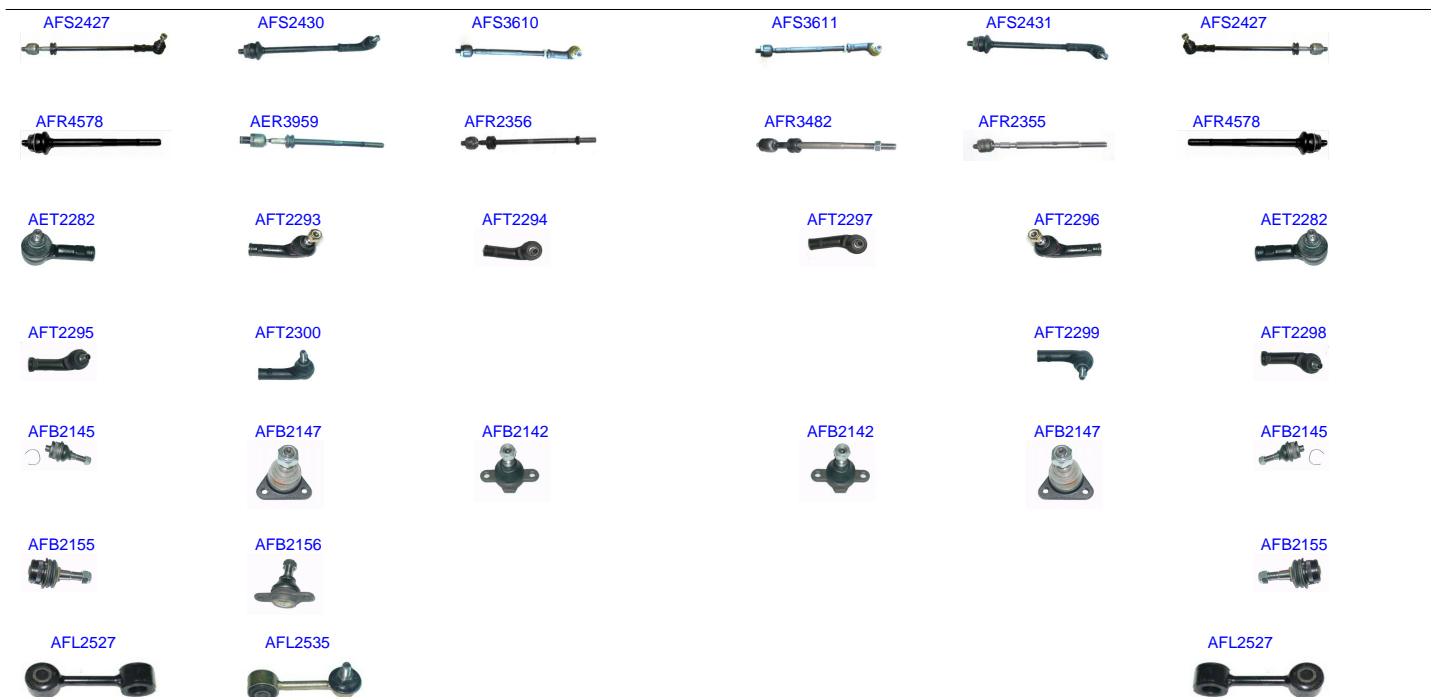 AFS2427 AFS2430 AFS3610 AFS3611 AFS2431 AFS2427
AFR4578 AER3959 AFR2356 AFR3482 AFR2355 AFR4578
AET2282 AFT2293 AFT2294 AFT2297 AFT2296 AET2282
AFT2295 AFT2300 AFT2299 AFT2298
AFB2145 AFB2147 AFB2142 AFB2142 AFB2147 AFB2145
AFB2155 AFB2156 AFB2155
AFL2527 AFL2535 AFL2527